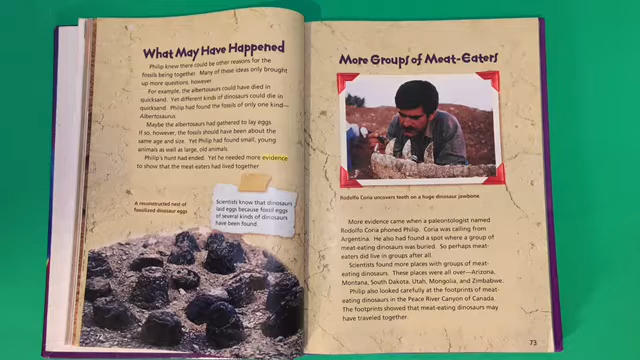 What May Have Happened
Philip knew there could be other reasons for the
fossils being together. Many of these ideas only brought
up more questions, however.
For example, the albertosaurs could have died in
quicksand. Yet different kinds of dinosaurs could die in
quicksand. Philip had found the fossils of only one kind—
Albertosaurus.
Maybe the albertosaurs had gathered to lay eggs.
If so, however, the fossils should have been about the
same age and size. Yet Philip had found small, young
animals as well as large, old animals.
Philip's hunt had ended. Yet he needed more evidence
to show that the meat-eaters had lived together.
A reconstructed nest of
fossilized dinosaur eggs
Scientists know that dinosaurs
laid eggs because fossil eggs
of several kinds of dinosaurs
have been found.
More Groups of Meat-Eaters
Rodolfo Coria uncovers teeth on a huge dinosaur jawbone.
More evidence came when a paleontologist named
Rodolfo Coria phoned Philip. Coria was calling from
Argentina. He also had found a spot where a group of
meat-eating dinosaurs was buried. So perhaps meat-
eaters did live in groups after all.
Scientists found more places with groups of meat-
eating dinosaurs. These places were all over—Arizona,
Montana, South Dakota, Utah, Mongolia, and Zimbabwe.
Philip also looked carefully at the footprints of meat-
eating dinosaurs in the Peace River Canyon of Canada.
The footprints showed that meat-eating dinosaurs may
have traveled together.
73